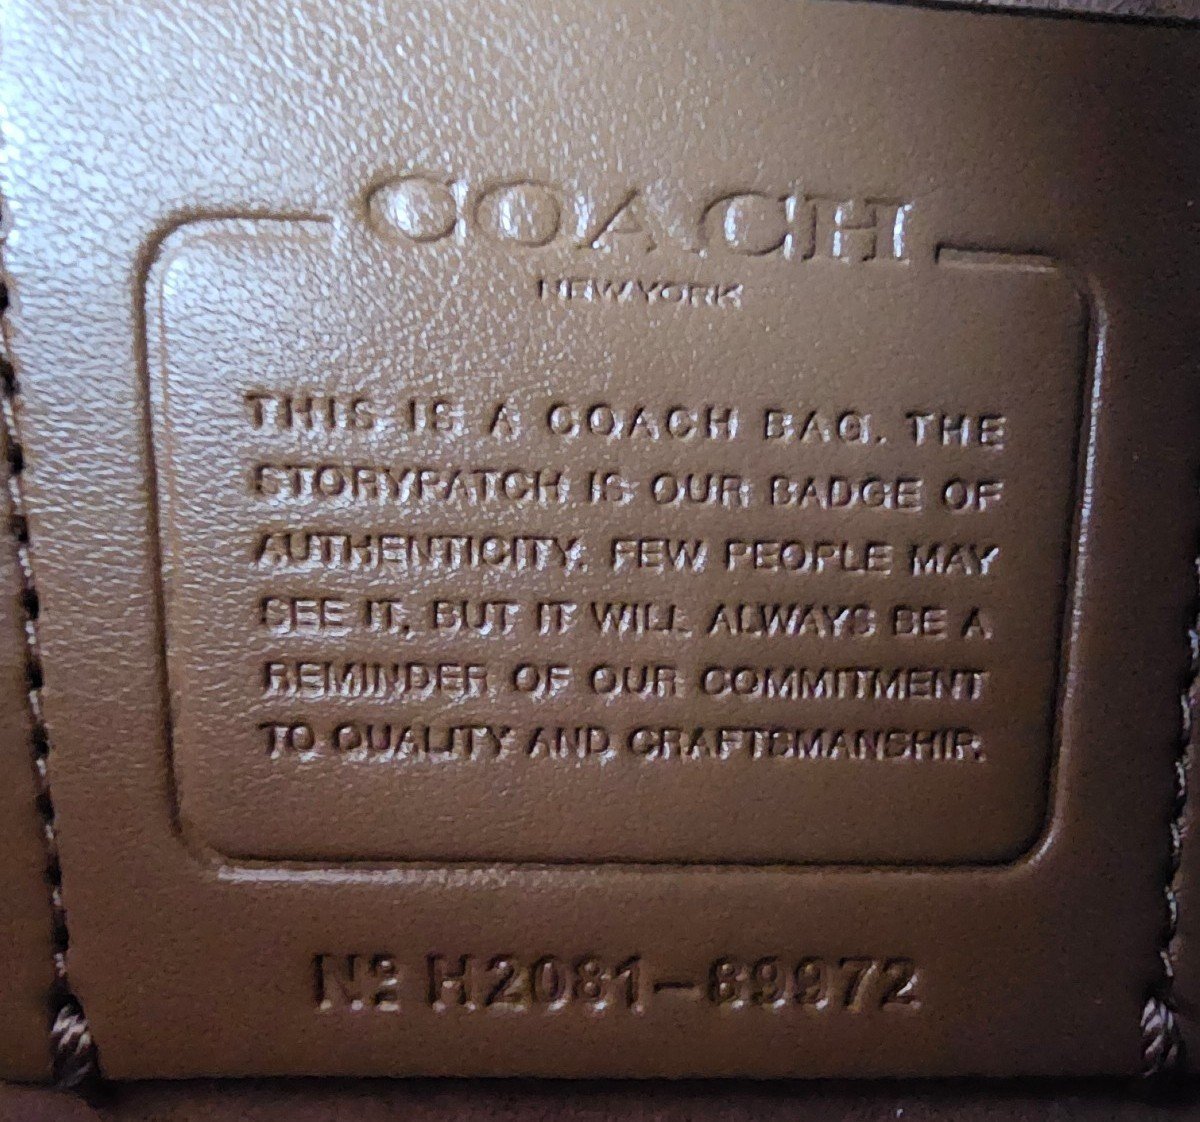 COACH
NEW YORK
THIS IS A COACH BAG. THE
STORYPATCH IS OUR BADGE OF
AUTHENTICITY. FEW PEOPLE MAY
SEE IT, BUT IT WILL ALWAYS BE A
REMINDER OF OUR COMMITMENT
TO QUALITY AND CRAFTSMANSHIP.
Nº H2081-69972